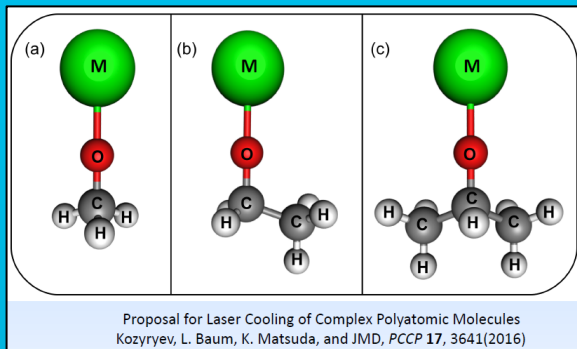 (a)
M
O
C
H
H
H
(b)
M
O
C
H
C
H
H
(c)
M
O
C
H
C
H
C
H
H
H
Proposal for Laser Cooling of Complex Polyatomic Molecules
Kozyryev, L. Baum, K. Matsuda, and JMD, PCCP 17, 3641(2016)